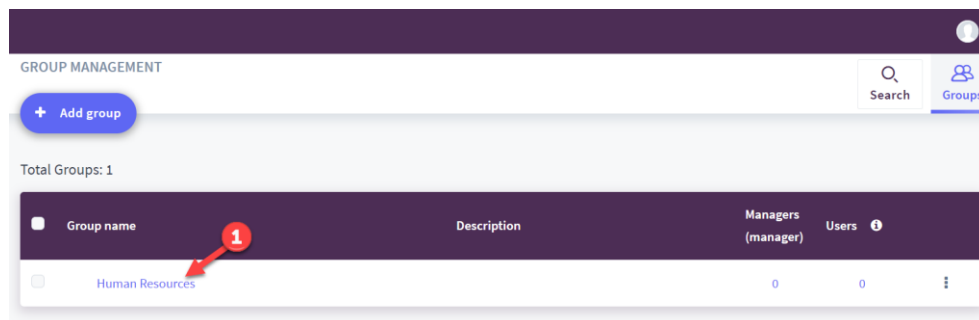 GROUP MANAGEMENT
Search
Groups
+ Add group
Total Groups: 1
Group name
Description
Managers
(manager)
Users
1
Human Resources
0
0